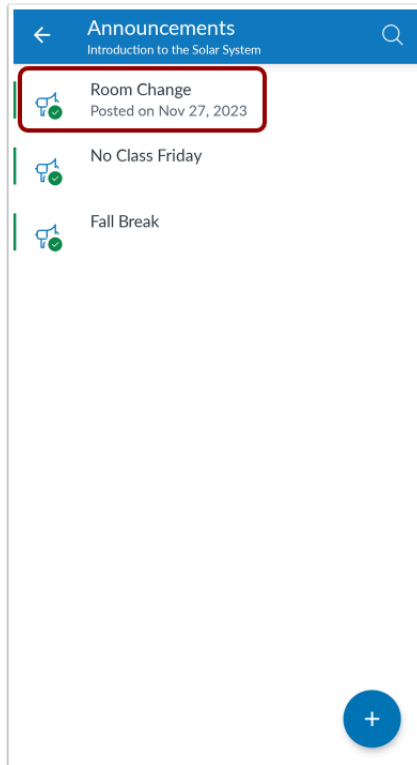 Announcements
Introduction to the Solar System
Room Change
Posted on Nov 27, 2023
No Class Friday
Fall Break